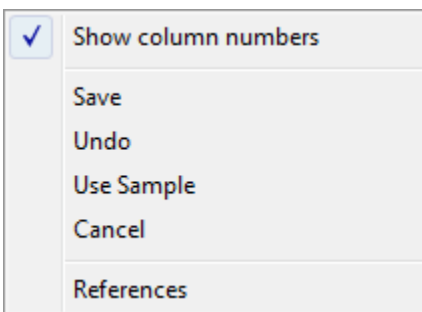 Show column numbers
Save
Undo
Use Sample
Cancel
References